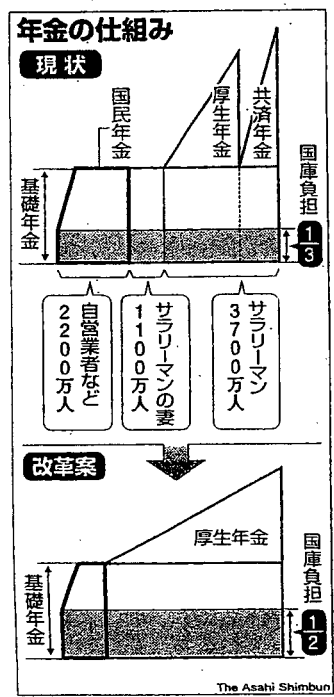 年金の仕組み
現状
国民年金
厚生年金
共済年金
基礎年金
国庫負担
1/3
自営業者など
2200万人
サラリーマンの妻
1100万人
サラリーマン
3700万人
改革案
厚生年金
基礎年金
国庫負担
1/2
The Asahi Shimbun